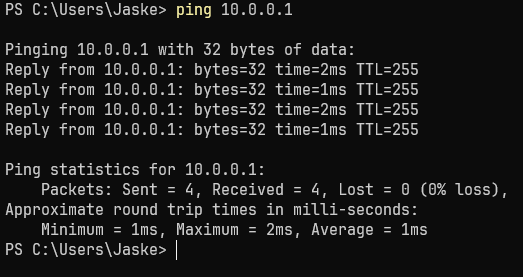 PS C:\Users\Jaske> ping 10.0.0.1

Pinging 10.0.0.1 with 32 bytes of data:
Reply from 10.0.0.1: bytes=32 time=2ms TTL=255
Reply from 10.0.0.1: bytes=32 time=1ms TTL=255
Reply from 10.0.0.1: bytes=32 time=2ms TTL=255
Reply from 10.0.0.1: bytes=32 time=1ms TTL=255

Ping statistics for 10.0.0.1:
    Packets: Sent = 4, Received = 4, Lost = 0 (0% loss),
Approximate round trip times in milli-seconds:
    Minimum = 1ms, Maximum = 2ms, Average = 1ms
PS C:\Users\Jaske>